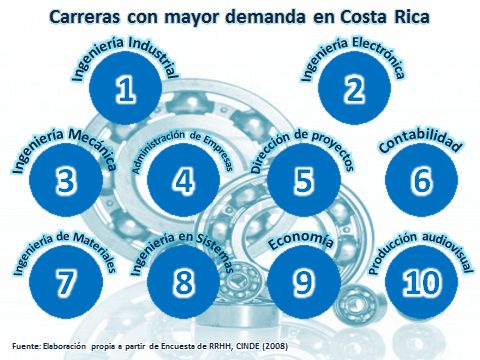 Carreras con mayor demanda en Costa Rica
Ingeniería Industrial
1
Ingeniería Electrónica
2
Ingeniería Mecánica
3
Administración de Empresas
4
Dirección de proyectos
5
Contabilidad
6
Ingeniería de Materiales
7
Ingeniería en Sistemas
8
Economía
9
Producción audiovisual
10
Fuente: Elaboración propia a partir de Encuesta de RRHH, CINDE (2008)